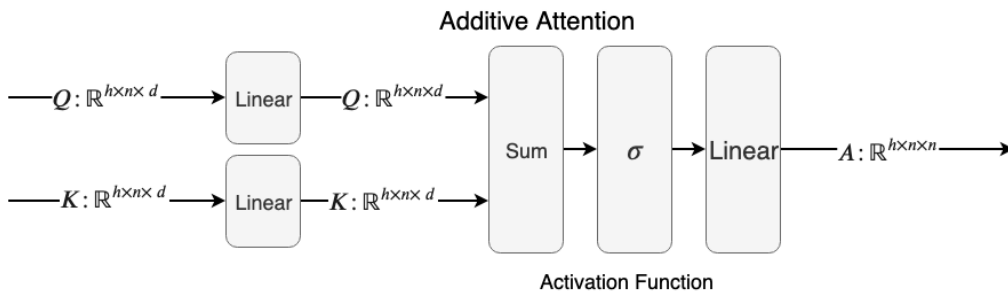 Additive Attention
Q: ℝ^{h×n× d} Linear Q: ℝ^{h×n×d}
Sum σ Linear A: ℝ^{h×n×n}
K: ℝ^{h×n× d} Linear K: ℝ^{h×n× d}
Activation Function